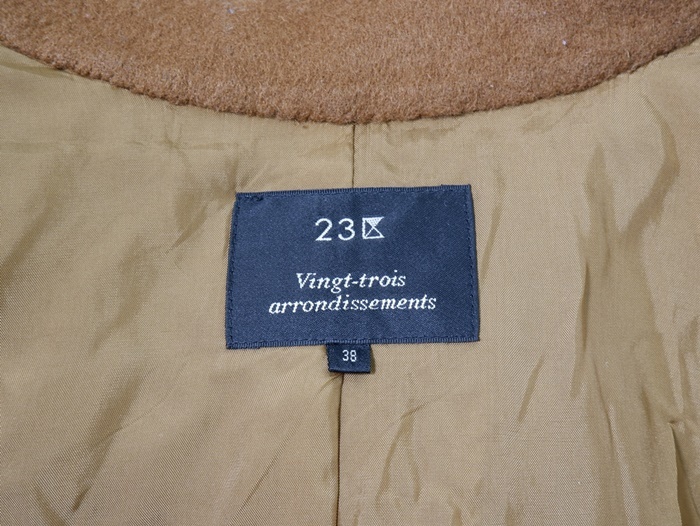 23区
Vingt-trois
arrondissements
38